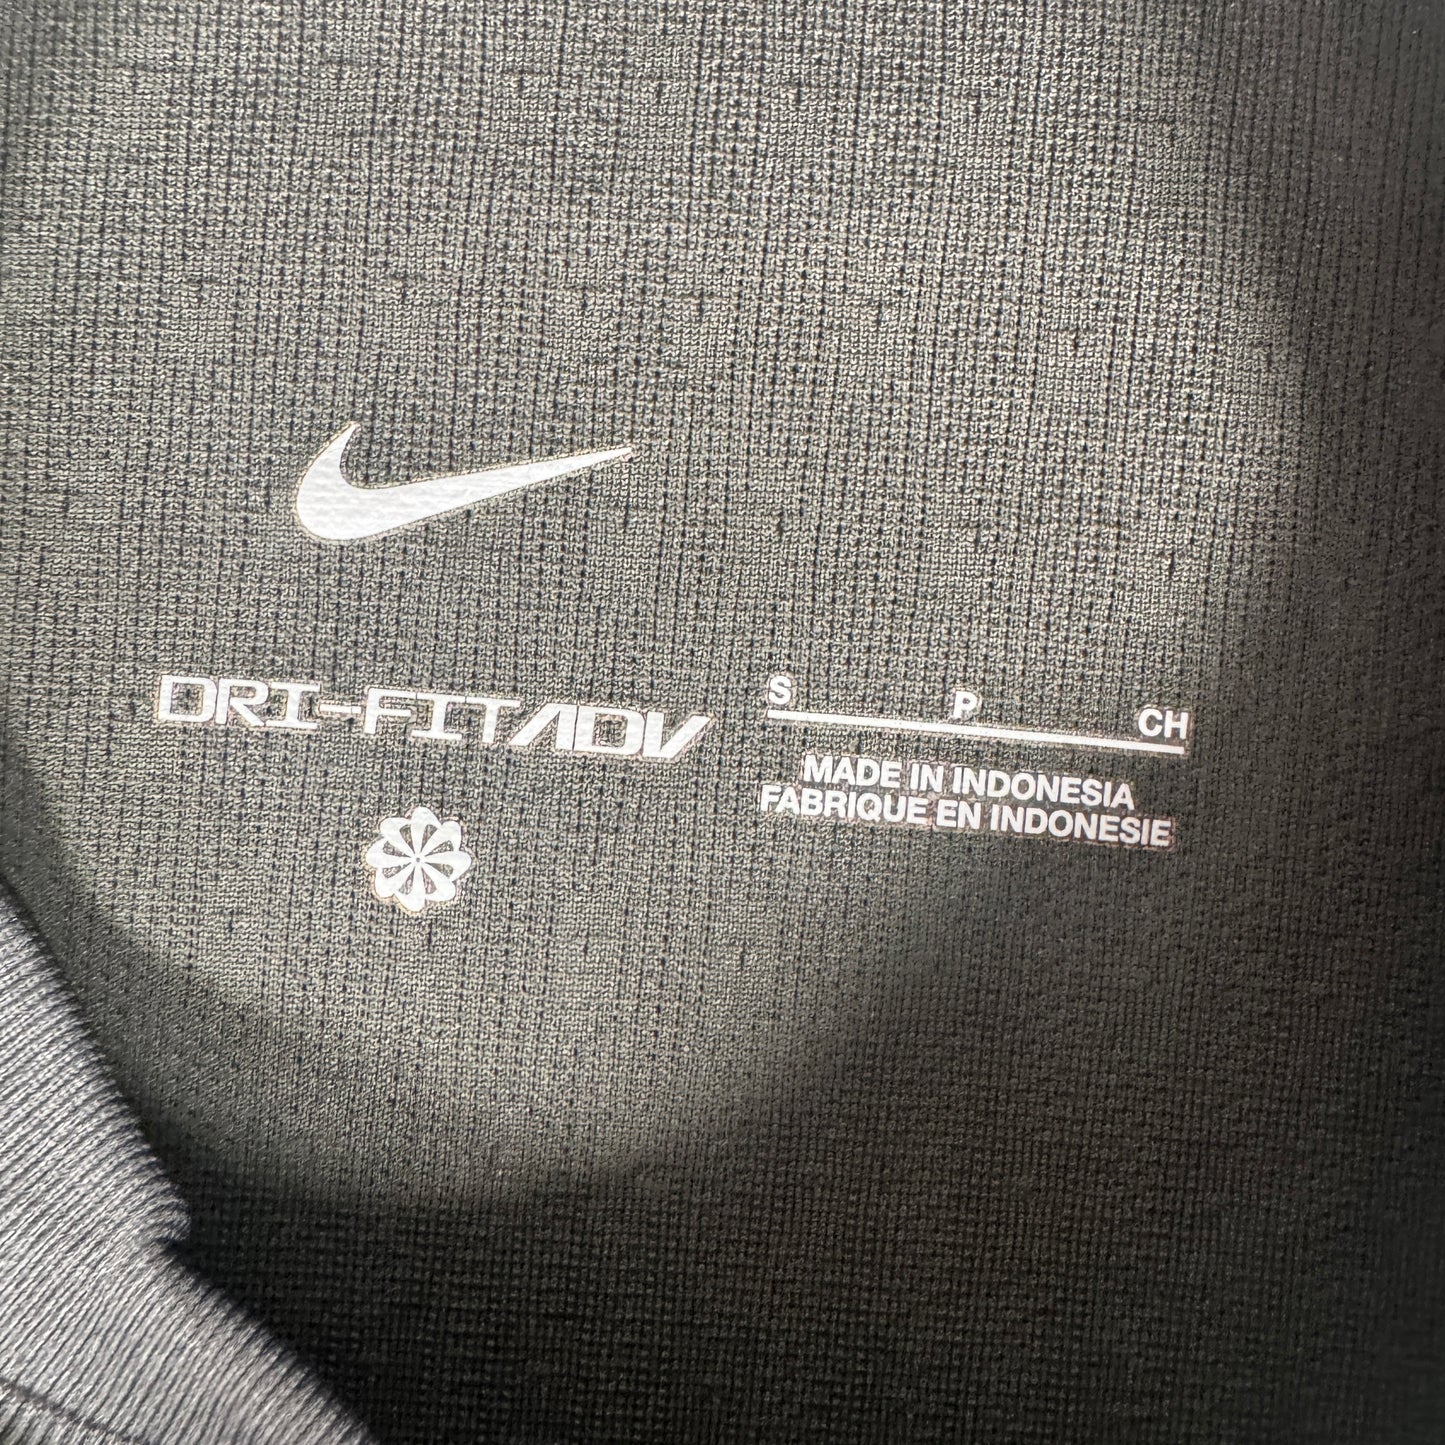 DRI-FIT ADV
S P CH
MADE IN INDONESIA
FABRIQUE EN INDONESIE